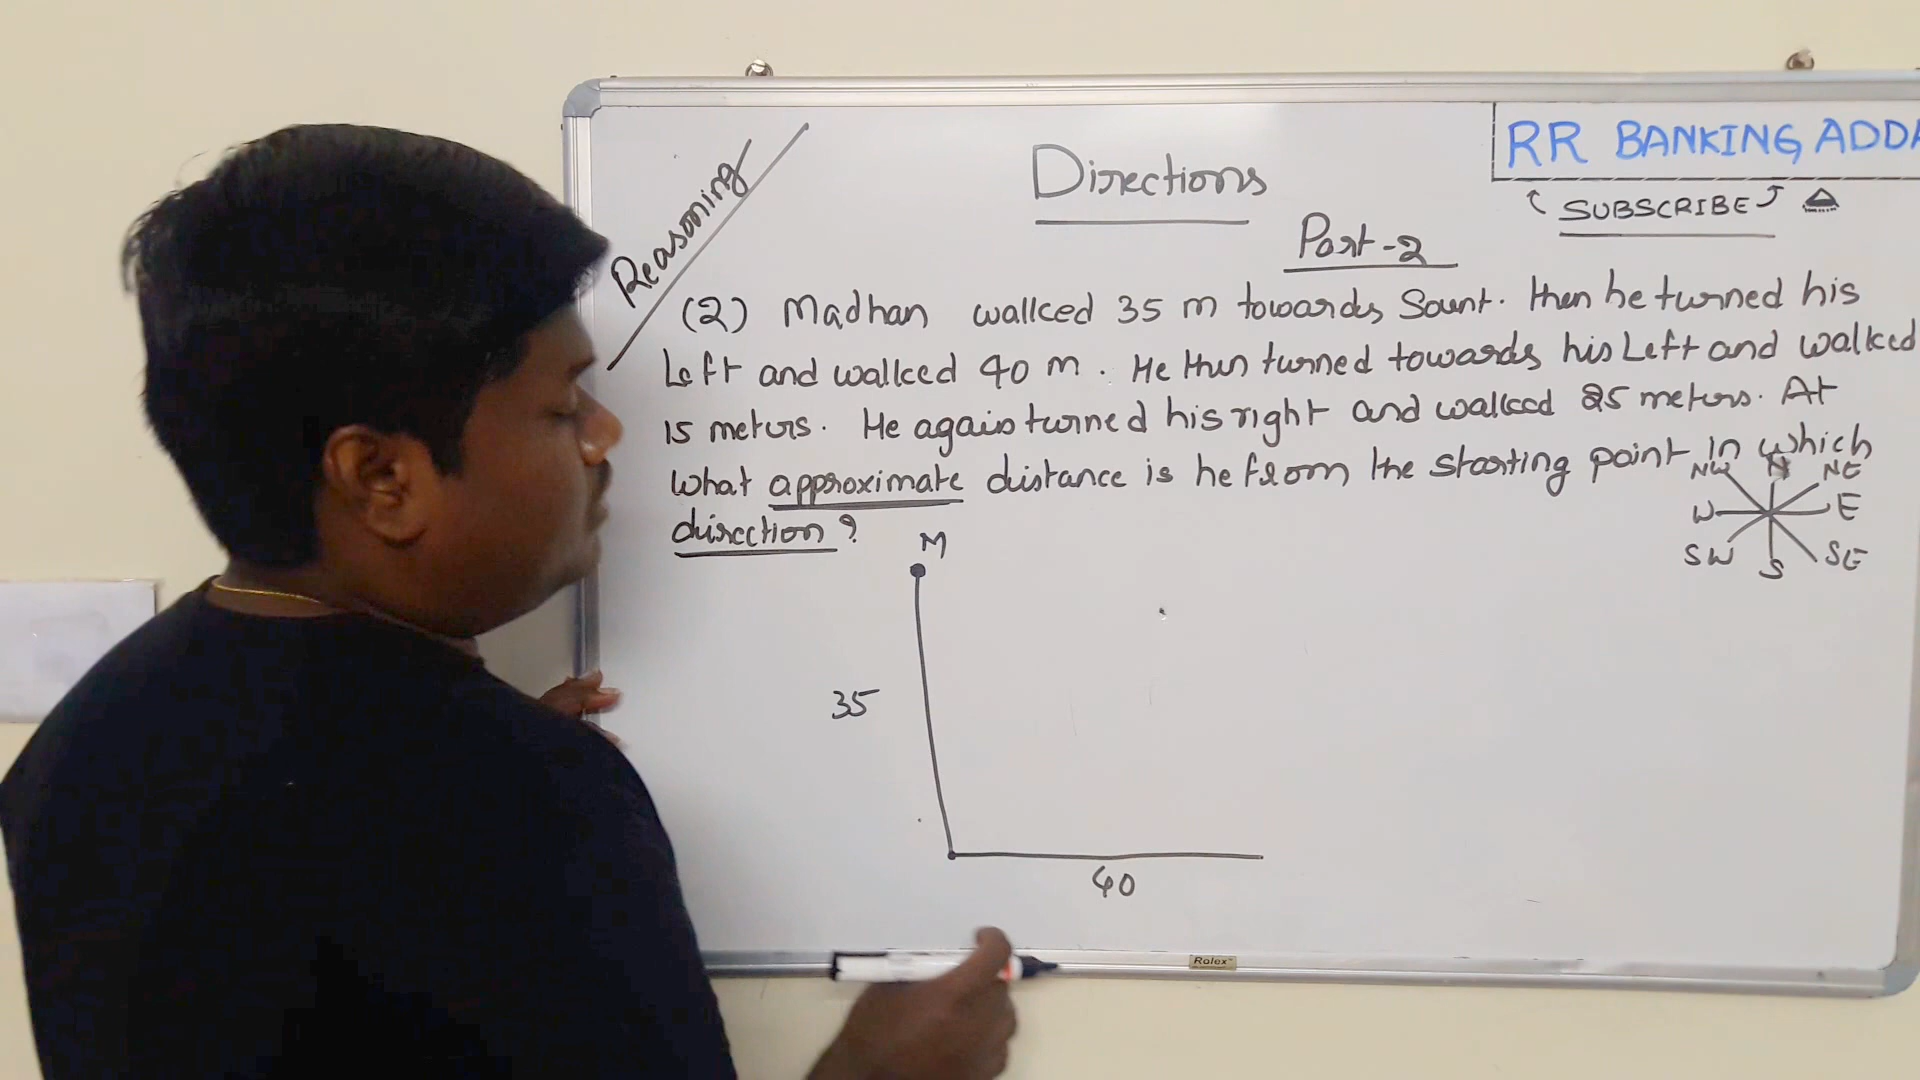 Reasoning
Directions
RR BANKING ADDA
SUBSCRIBE
Part-2
(2) Madhan walked 35 m towards Sount. then he turned his
Left and walked 40 m. He then turned towards his Left and walked
15 meters. He again turned his right and walked 25 meters. At
what approximate distance is he from the starting point in which
direction?
NW N NE
W E
SW S SE
M
35
40
Rolex